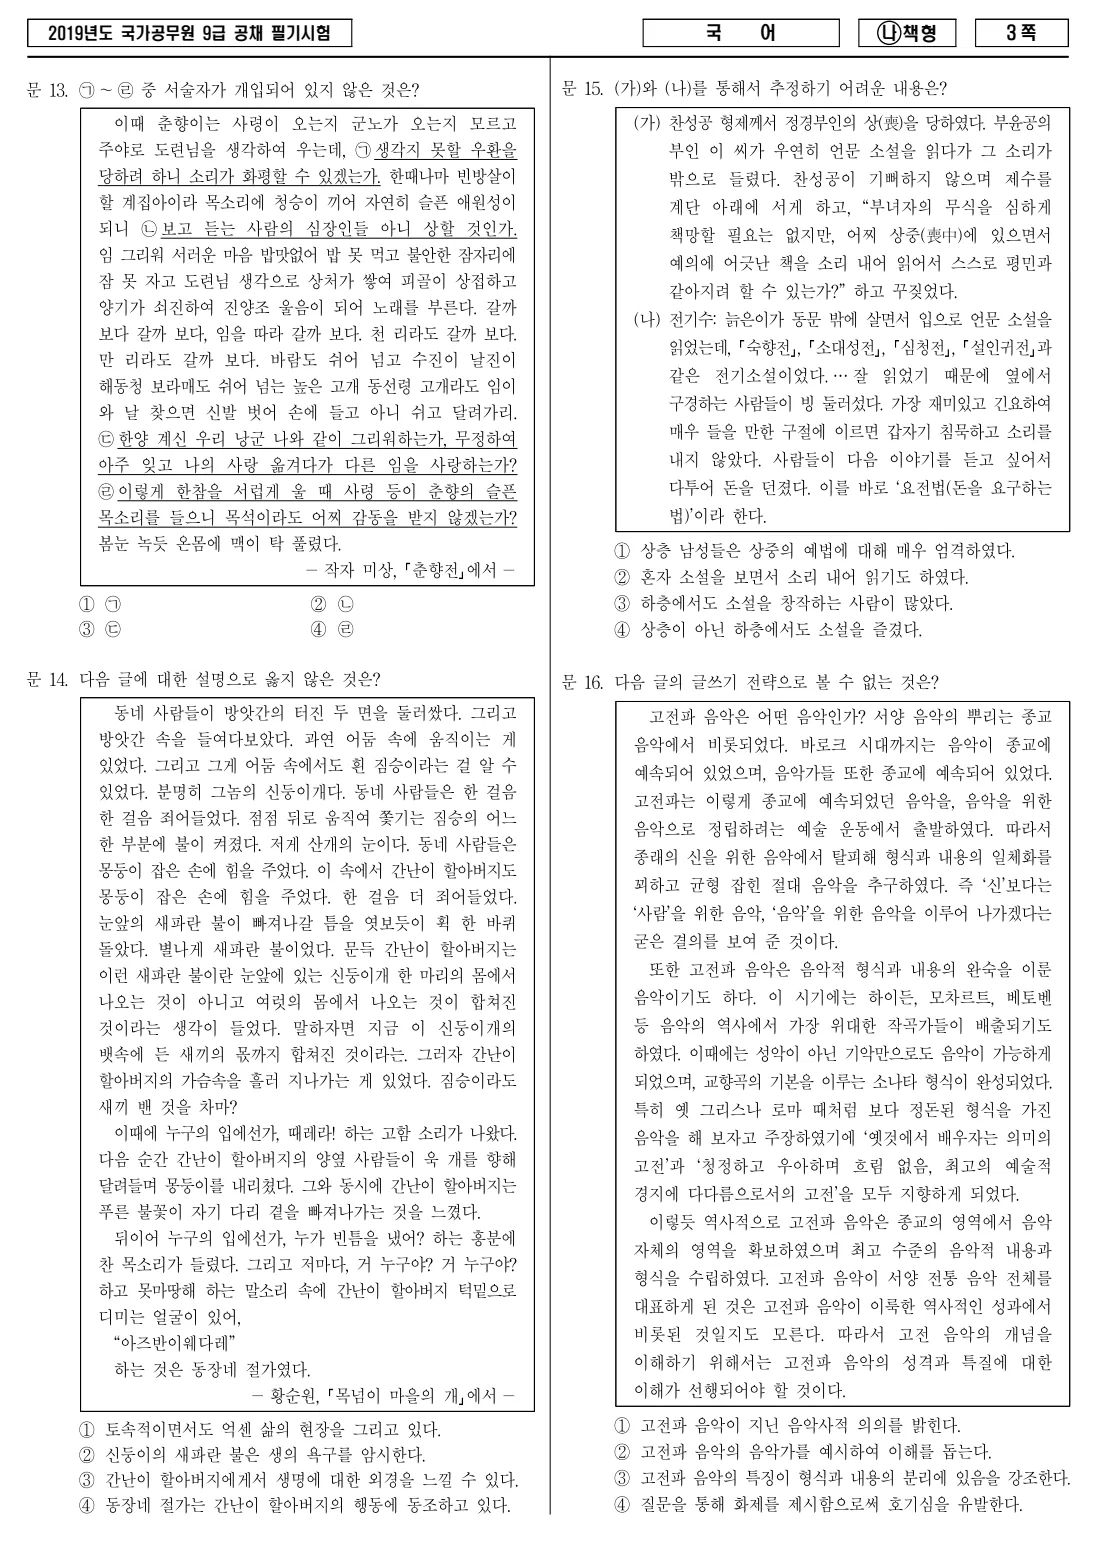 2019년도 국가공무원 9급 공채 필기시험
국 어
㉯책형
3쪽
문 13. ㉠~㉣ 중 서술자가 개입되어 있지 않은 것은?
이때 춘향이는 사령이 오는지 군노가 오는지 모르고
주야로 도련님을 생각하여 우는데, ㉠생각지 못할 우환을
당하려 하니 소리가 화평할 수 있겠는가. 한때나마 빈방살이
할 계집아이라 목소리에 청승이 끼어 자연히 슬픈 애원성이
되니 ㉡보고 듣는 사람의 심장인들 아니 상할 것인가.
임 그리워 서러운 마음 밥맛없어 밥 못 먹고 불안한 잠자리에
잠 못 자고 도련님 생각으로 상처가 쌓여 피골이 상접하고
양기가 쇠진하여 진양조 울음이 되어 노래를 부른다. 갈까
보다 갈까 보다, 임을 따라 갈까 보다. 천 리라도 갈까 보다.
만 리라도 갈까 보다. 바람도 쉬어 넘고 수진이 날진이
해동청 보라매도 쉬어 넘는 높은 고개 동선령 고개라도 임이
와 날 찾으면 신발 벗어 손에 들고 아니 쉬고 달려가리.
㉢한양 계신 우리 낭군 나와 같이 그리워하는가, 무정하여
아주 잊고 나의 사랑 옮겨다가 다른 임을 사랑하는가?
㉣이렇게 한참을 서럽게 울 때 사령 등이 춘향의 슬픈
목소리를 들으니 목석이라도 어찌 감동을 받지 않겠는가?
봄눈 녹듯 온몸에 맥이 탁 풀렸다.
- 작자 미상, 「춘향전」에서 -
① ㉠
② ㉡
③ ㉢
④ ㉣
문 14. 다음 글에 대한 설명으로 옳지 않은 것은?
동네 사람들이 방앗간의 터진 두 면을 둘러쌌다. 그리고
방앗간 속을 들여다보았다. 과연 어둠 속에 움직이는 게
있었다. 그리고 그게 어둠 속에서도 흰 짐승이라는 걸 알 수
있었다. 분명히 그놈의 신둥이개다. 동네 사람들은 한 걸음
한 걸음 죄어들었다. 점점 뒤로 움직여 쫓기는 짐승의 어느
한 부분에 불이 켜졌다. 저게 산개의 눈이다. 동네 사람들은
몽둥이 잡은 손에 힘을 주었다. 이 속에서 간난이 할아버지도
몽둥이 잡은 손에 힘을 주었다. 한 걸음 더 죄어들었다.
눈앞의 새파란 불이 빠져나갈 틈을 엿보듯이 획 한 바퀴
돌았다. 별나게 새파란 불이었다. 문득 간난이 할아버지는
이런 새파란 불이란 눈앞에 있는 신둥이개 한 마리의 몸에서
나오는 것이 아니고 여럿의 몸에서 나오는 것이 합쳐진
것이라는 생각이 들었다. 말하자면 지금 이 신둥이개의
뱃속에 든 새끼의 몫까지 합쳐진 것이라는. 그러자 간난이
할아버지의 가슴속을 흘러 지나가는 게 있었다. 짐승이라도
새끼 밴 것을 차마?
이때에 누구의 입에선가, 때레라! 하는 고함 소리가 나왔다.
다음 순간 간난이 할아버지의 양옆 사람들이 욱 개를 향해
달려들며 몽둥이를 내리쳤다. 그와 동시에 간난이 할아버지는
푸른 불꽃이 자기 다리 곁을 빠져나가는 것을 느꼈다.
뒤이어 누구의 입에선가, 누가 빈틈을 냈어? 하는 흥분에
찬 목소리가 들렸다. 그리고 저마다, 거 누구야? 거 누구야?
하고 못마땅해 하는 말소리 속에 간난이 할아버지 턱밑으로
디미는 얼굴이 있어,
“아즈반이웨다레”
하는 것은 동장네 절가였다.
- 황순원, 「목넘이 마을의 개」에서 -
① 토속적이면서도 억센 삶의 현장을 그리고 있다.
② 신둥이의 새파란 불은 생의 욕구를 암시한다.
③ 간난이 할아버지에게서 생명에 대한 외경을 느낄 수 있다.
④ 동장네 절가는 간난이 할아버지의 행동에 동조하고 있다.
문 15. (가)와 (나)를 통해서 추정하기 어려운 내용은?
(가) 찬성공 형제께서 정경부인의 상(喪)을 당하였다. 부윤공의
부인 이 씨가 우연히 언문 소설을 읽다가 그 소리가
밖으로 들렸다. 찬성공이 기뻐하지 않으며 제수를
계단 아래에 서게 하고, “부녀자의 무식을 심하게
책망할 필요는 없지만, 어찌 상중(喪中)에 있으면서
예의에 어긋난 책을 소리 내어 읽어서 스스로 평민과
같아지려 할 수 있는가?” 하고 꾸짖었다.
(나) 전기수: 늙은이가 동문 밖에 살면서 입으로 언문 소설을
읽었는데, 「숙향전」, 「소대성전」, 「심청전」, 「설인귀전」과
같은 전기소설이었다. … 잘 읽었기 때문에 옆에서
구경하는 사람들이 빙 둘러섰다. 가장 재미있고 긴요하여
매우 들을 만한 구절에 이르면 갑자기 침묵하고 소리를
내지 않았다. 사람들이 다음 이야기를 듣고 싶어서
다투어 돈을 던졌다. 이를 바로 ‘요전법(돈을 요구하는
법)’이라 한다.
① 상층 남성들은 상중의 예법에 대해 매우 엄격하였다.
② 혼자 소설을 보면서 소리 내어 읽기도 하였다.
③ 하층에서도 소설을 창작하는 사람이 많았다.
④ 상층이 아닌 하층에서도 소설을 즐겼다.
문 16. 다음 글의 글쓰기 전략으로 볼 수 없는 것은?
고전파 음악은 어떤 음악인가? 서양 음악의 뿌리는 종교
음악에서 비롯되었다. 바로크 시대까지는 음악이 종교에
예속되어 있었으며, 음악가들 또한 종교에 예속되어 있었다.
고전파는 이렇게 종교에 예속되었던 음악을, 음악을 위한
음악으로 정립하려는 예술 운동에서 출발하였다. 따라서
종래의 신을 위한 음악에서 탈피해 형식과 내용의 일체화를
꾀하고 균형 잡힌 절대 음악을 추구하였다. 즉 ‘신’보다는
‘사람’을 위한 음악, ‘음악’을 위한 음악을 이루어 나가겠다는
굳은 결의를 보여 준 것이다.
또한 고전파 음악은 음악적 형식과 내용의 완숙을 이룬
음악이기도 하다. 이 시기에는 하이든, 모차르트, 베토벤
등 음악의 역사에서 가장 위대한 작곡가들이 배출되기도
하였다. 이때에는 성악이 아닌 기악만으로도 음악이 가능하게
되었으며, 교향곡의 기본을 이루는 소나타 형식이 완성되었다.
특히 옛 그리스나 로마 때처럼 보다 정돈된 형식을 가진
음악을 해 보자고 주장하였기에 ‘옛것에서 배우자는 의미의
고전’과 ‘청정하고 우아하며 흐림 없음, 최고의 예술적
경지에 다다름으로서의 고전’을 모두 지향하게 되었다.
이렇듯 역사적으로 고전파 음악은 종교의 영역에서 음악
자체의 영역을 확보하였으며 최고 수준의 음악적 내용과
형식을 수립하였다. 고전파 음악이 서양 전통 음악 전체를
대표하게 된 것은 고전파 음악이 이룩한 역사적인 성과에서
비롯된 것일지도 모른다. 따라서 고전 음악의 개념을
이해하기 위해서는 고전파 음악의 성격과 특질에 대한
이해가 선행되어야 할 것이다.
① 고전파 음악이 지닌 음악사적 의의를 밝힌다.
② 고전파 음악의 음악가를 예시하여 이해를 돕는다.
③ 고전파 음악의 특징이 형식과 내용의 분리에 있음을 강조한다.
④ 질문을 통해 화제를 제시함으로써 호기심을 유발한다.